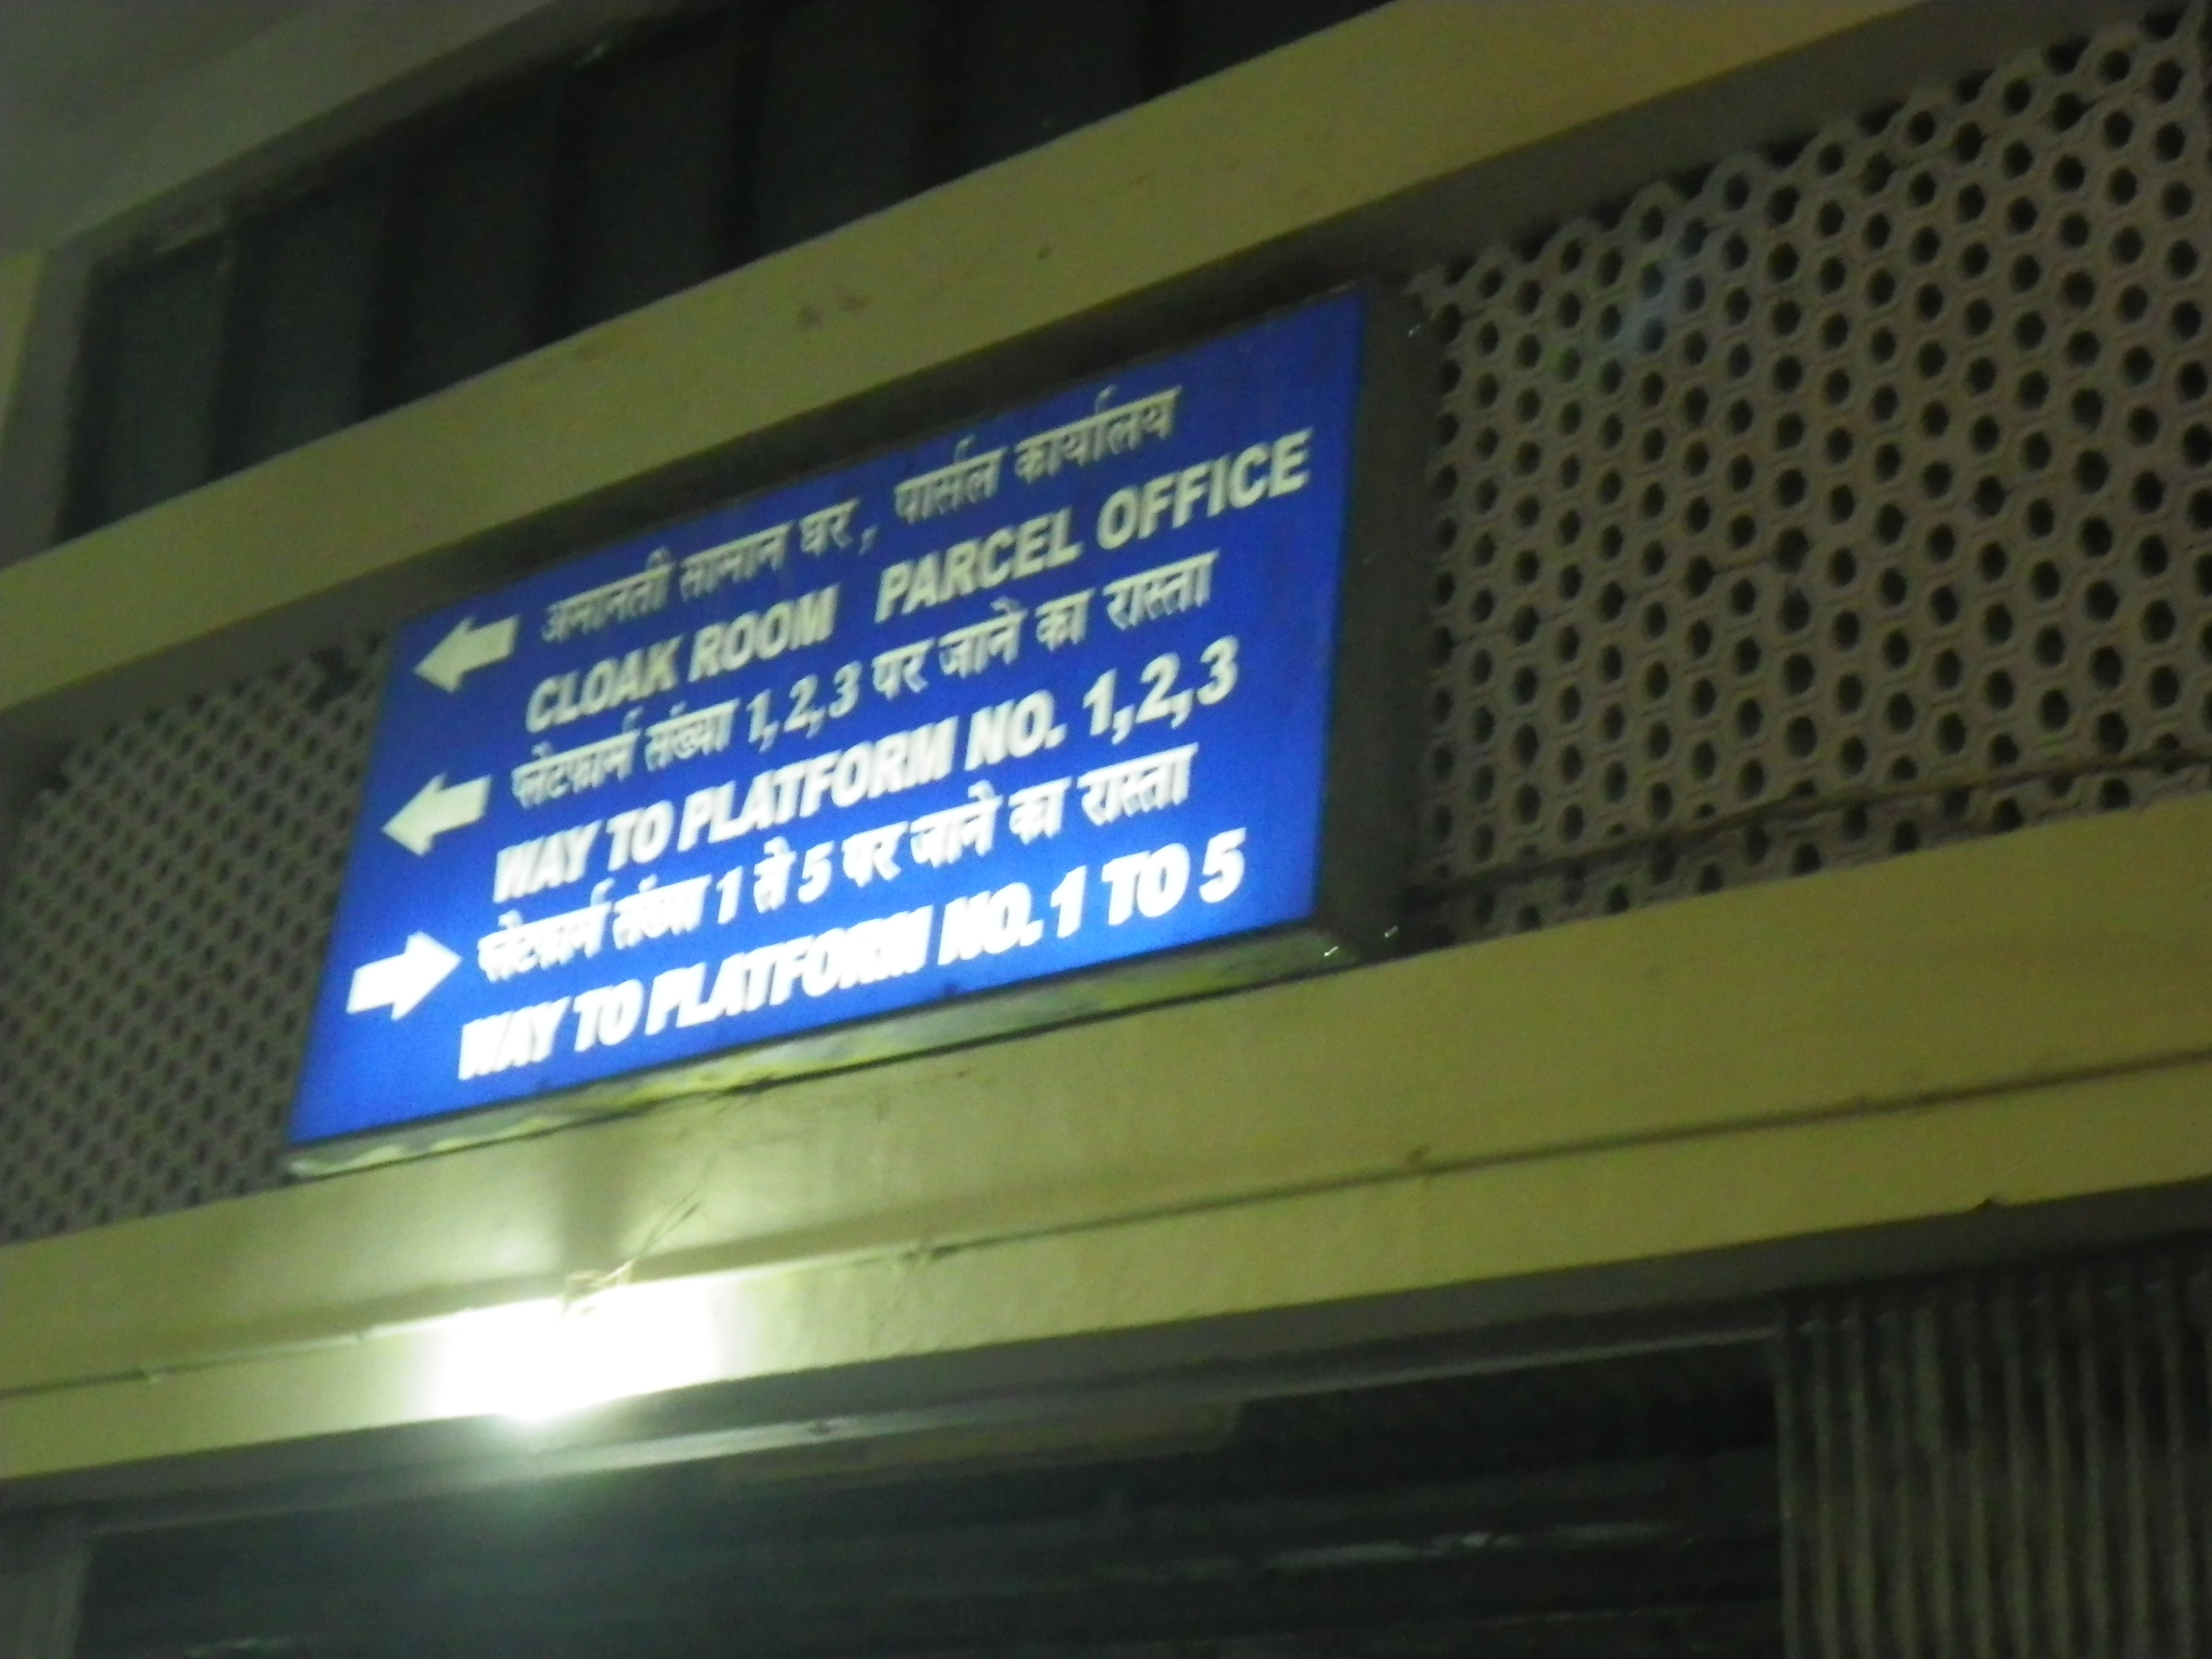 अमानती सामान घर, पार्सल कार्यालय
CLOAK ROOM PARCEL OFFICE
प्लेटफार्म संख्या 1,2,3 पर जाने का रास्ता
WAY TO PLATFORM NO. 1,2,3
प्लेटफार्म संख्या 1 से 5 पर जाने का रास्ता
WAY TO PLATFORM NO. 1 TO 5